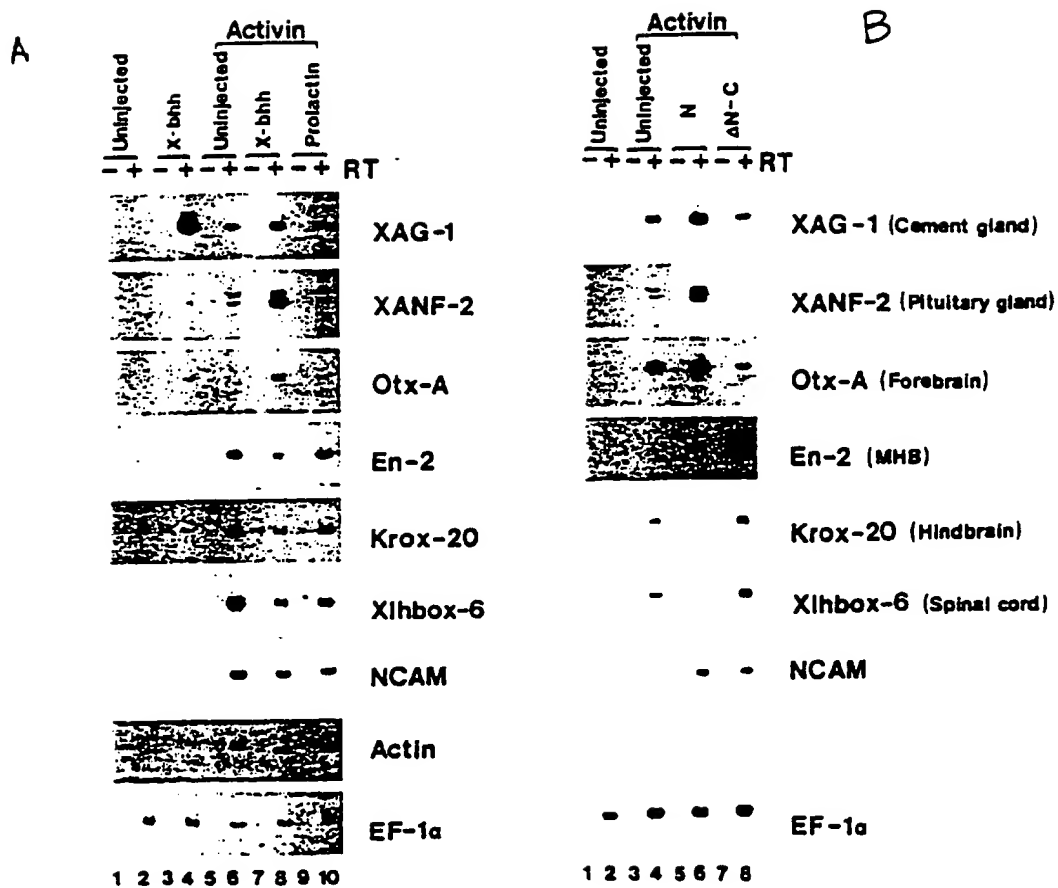 A
Activin
Uninjected
X-bhh
Uninjected
X-bhh
Prolactin
- + - + - + - + - + RT
XAG-1
XANF-2
Otx-A
En-2
Krox-20
Xlhbox-6
NCAM
Actin
EF-1α
1 2 3 4 5 6 7 8 9 10
B
Activin
Uninjected
Uninjected
N
ΔN-C
- + - + - + - + RT
XAG-1 (Cement gland)
XANF-2 (Pituitary gland)
Otx-A (Forebrain)
En-2 (MHB)
Krox-20 (Hindbrain)
Xlhbox-6 (Spinal cord)
NCAM
EF-1α
1 2 3 4 5 6 7 8